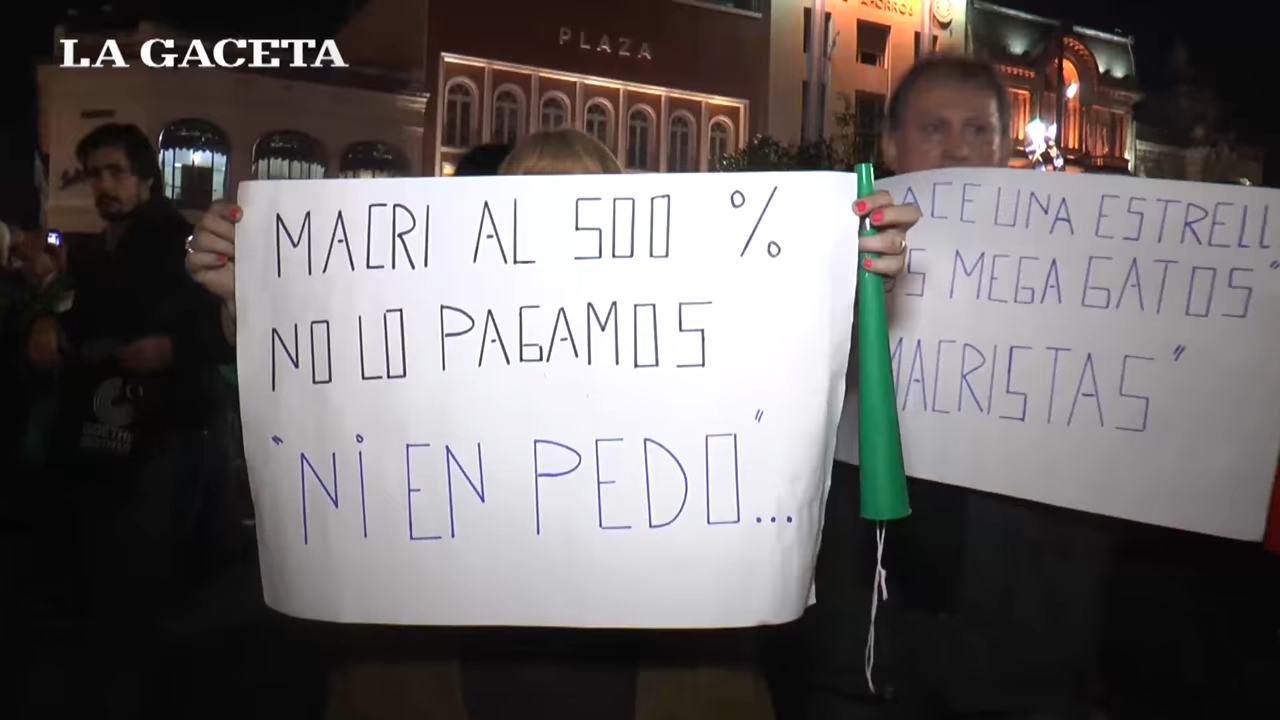 LA GACETA
PLAZA
MACRI AL 500 %
NO LO PAGAMOS
"NI EN PEDO"...
ACE UNA ESTRELL
S MEGA GATOS"
MACRISTAS"